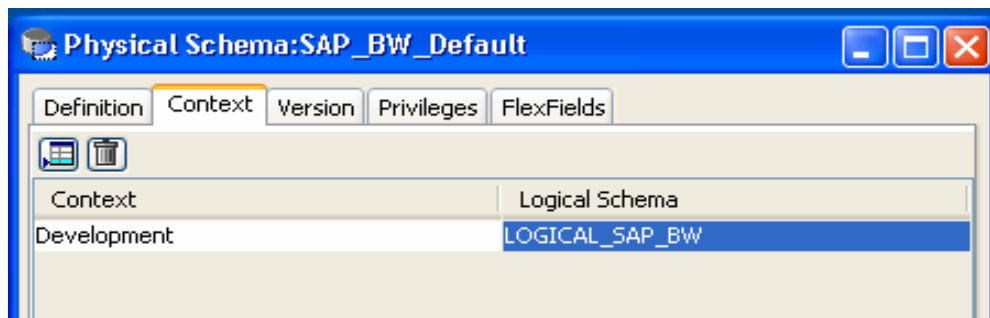 Physical Schema:SAP_BW_Default
Definition Context Version Privileges FlexFields
Context Logical Schema
Development LOGICAL_SAP_BW